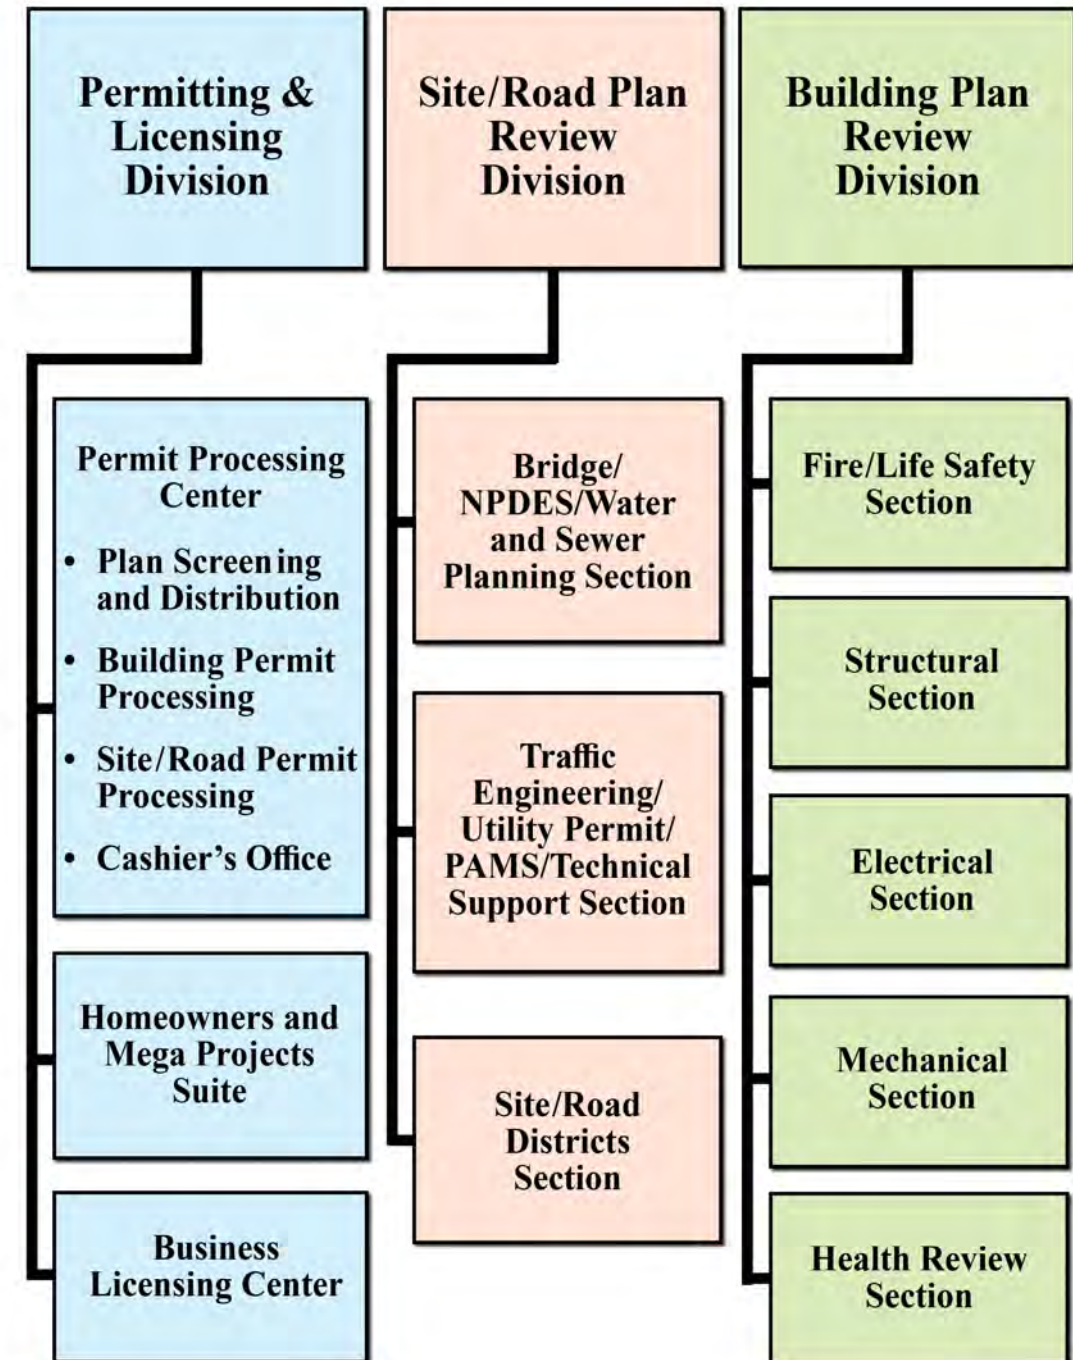 Permitting &
Licensing
Division
Permit Processing
Center
• Plan Screening
and Distribution
• Building Permit
Processing
• Site/Road Permit
Processing
• Cashier's Office
Homeowners and
Mega Projects
Suite
Business
Licensing Center
Site/Road Plan
Review
Division
Bridge/
NPDES/Water
and Sewer
Planning Section
Traffic
Engineering/
Utility Permit/
PAMS/Technical
Support Section
Site/Road
Districts
Section
Building Plan
Review
Division
Fire/Life Safety
Section
Structural
Section
Electrical
Section
Mechanical
Section
Health Review
Section